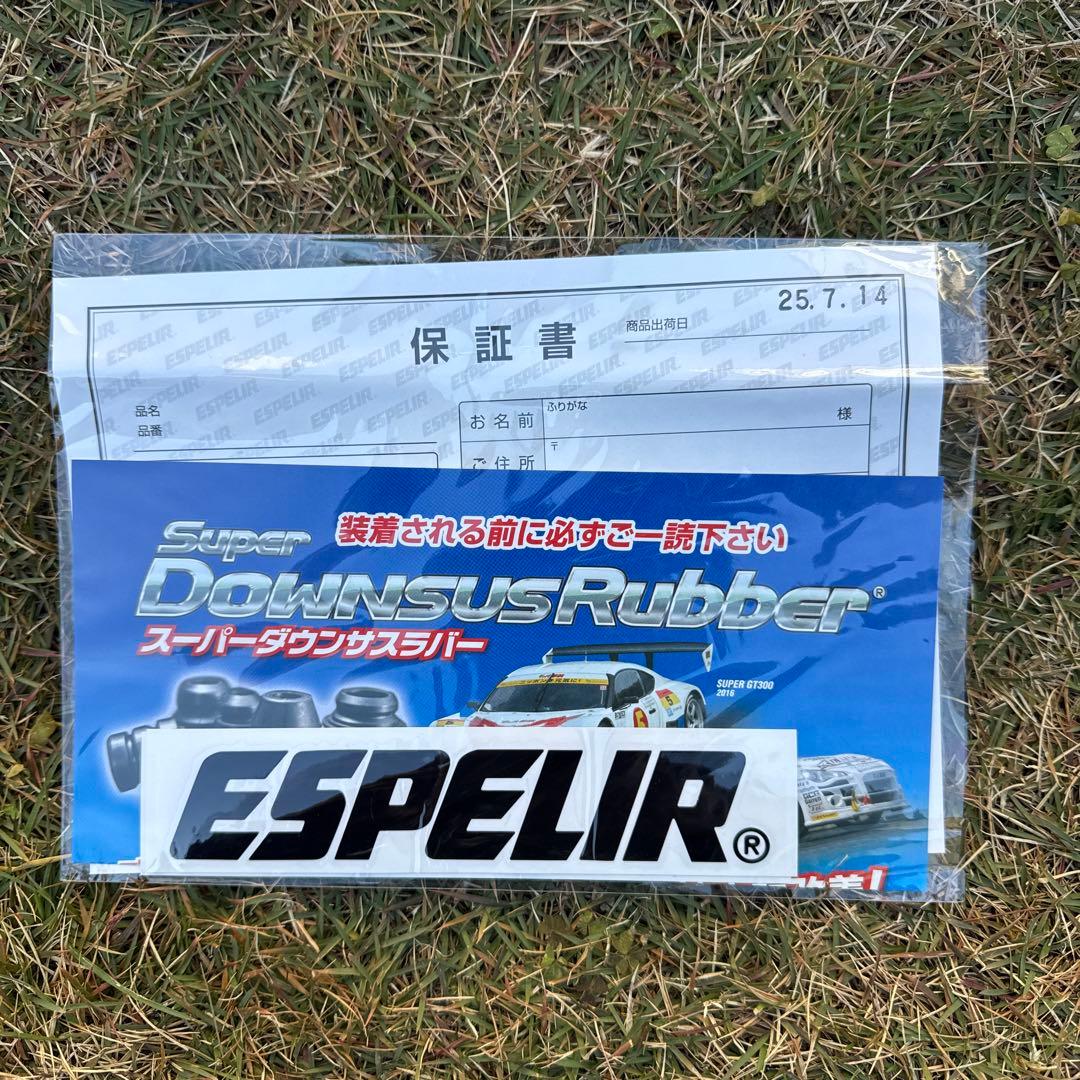 25.7.14
保証書
商品出荷日
品名
品番
お名前
ふりがな
様
ご住所
〒
装着される前に必ずご一読下さい
Super
DOWNSUSRubber®
スーパーダウンサスラバー
SUPER GT300
2016
ESPELIR®